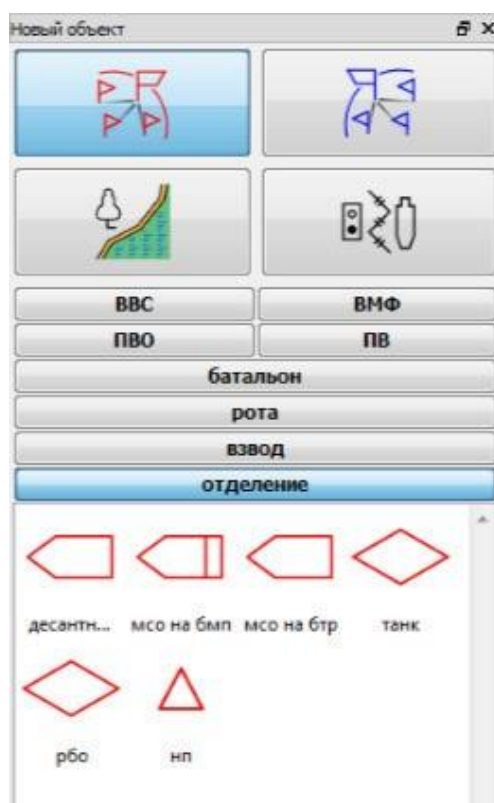 Новый объект
ВВС ВМФ
ПВО ПВ
батальон
рота
взвод
отделение
десантн... мсо на бмп мсо на бтр танк
рбо нп